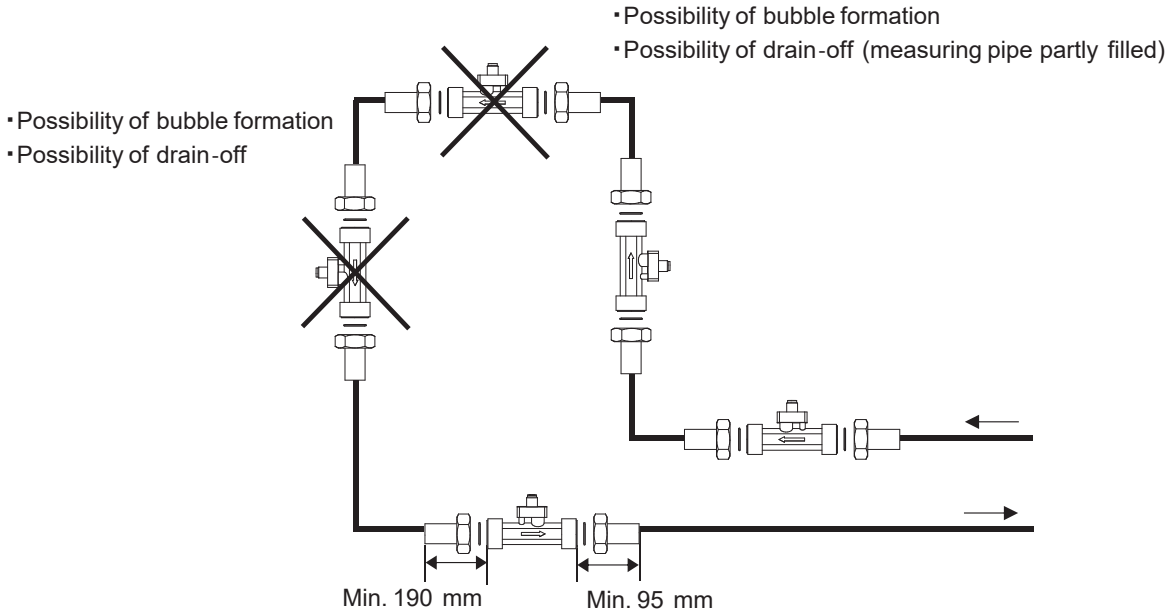 ･Possibility of bubble formation
･Possibility of drain-off (measuring pipe partly filled)
･Possibility of bubble formation
･Possibility of drain-off
Min. 190 mm
Min. 95 mm